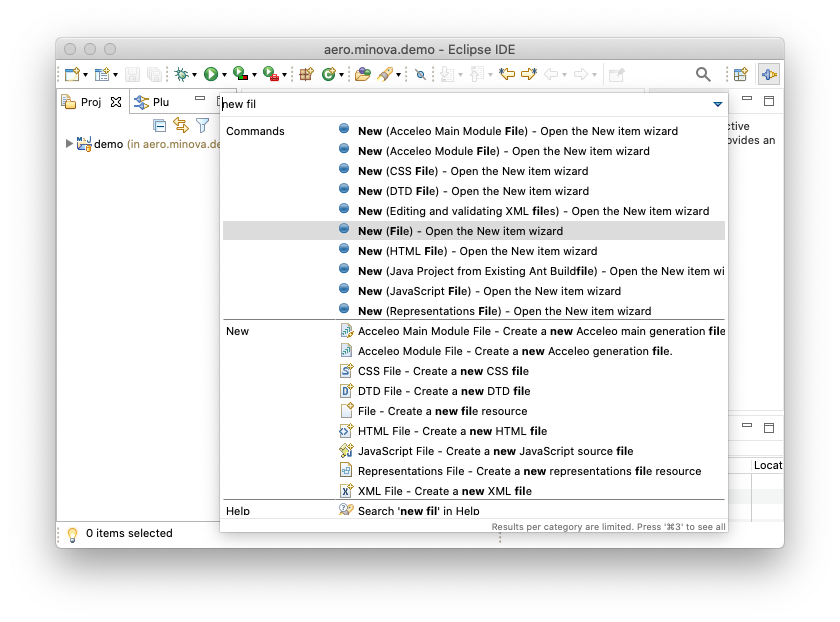 aero.minova.demo - Eclipse IDE
Proj
Plu
new fil
demo (in aero.minova.de
ctive
ovides an
Commands
New (Acceleo Main Module File) - Open the New item wizard
New (Acceleo Module File) - Open the New item wizard
New (CSS File) - Open the New item wizard
New (DTD File) - Open the New item wizard
New (Editing and validating XML files) - Open the New item wizard
New (File) - Open the New item wizard
New (HTML File) - Open the New item wizard
New (Java Project from Existing Ant Buildfile) - Open the New item wi
New (JavaScript File) - Open the New item wizard
New (Representations File) - Open the New item wizard
New
Acceleo Main Module File - Create a new Acceleo main generation file
Acceleo Module File - Create a new Acceleo generation file.
CSS File - Create a new CSS file
DTD File - Create a new DTD file
File - Create a new file resource
HTML File - Create a new HTML file
JavaScript File - Create a new JavaScript source file
Representations File - Create a new representations file resource
XML File - Create a new XML file
Locat
Help
Search 'new fil' in Help
Results per category are limited. Press '⌘3' to see all
0 items selected